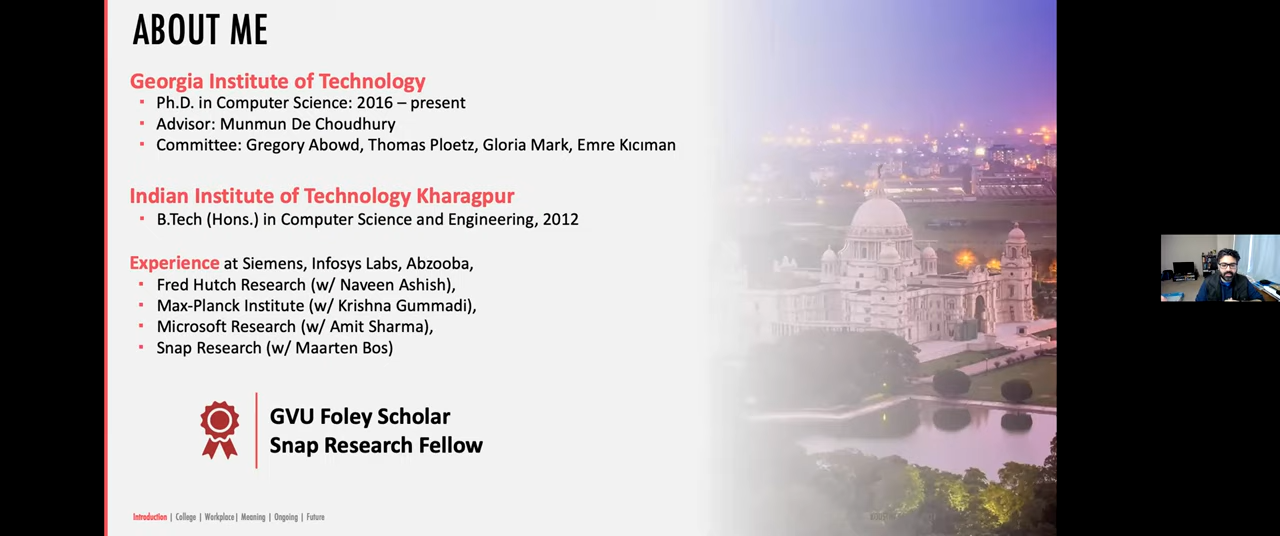 ABOUT ME
Georgia Institute of Technology
▪ Ph.D. in Computer Science: 2016 – present
▪ Advisor: Munmun De Choudhury
▪ Committee: Gregory Abowd, Thomas Ploetz, Gloria Mark, Emre Kıcıman
Indian Institute of Technology Kharagpur
▪ B.Tech (Hons.) in Computer Science and Engineering, 2012
Experience at Siemens, Infosys Labs, Abzooba,
▪ Fred Hutch Research (w/ Naveen Ashish),
▪ Max-Planck Institute (w/ Krishna Gummadi),
▪ Microsoft Research (w/ Amit Sharma),
▪ Snap Research (w/ Maarten Bos)
GVU Foley Scholar
Snap Research Fellow
Introduction | College | Workplace | Meaning | Ongoing | Future